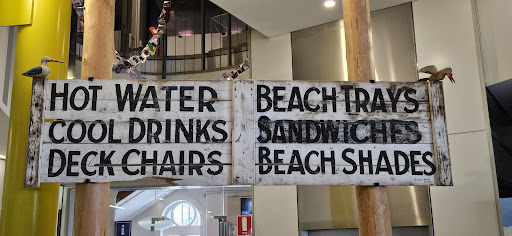 HOT WATER
COOL DRINKS
DECK CHAIRS
BEACH TRAYS
SANDWICHES
BEACH SHADES